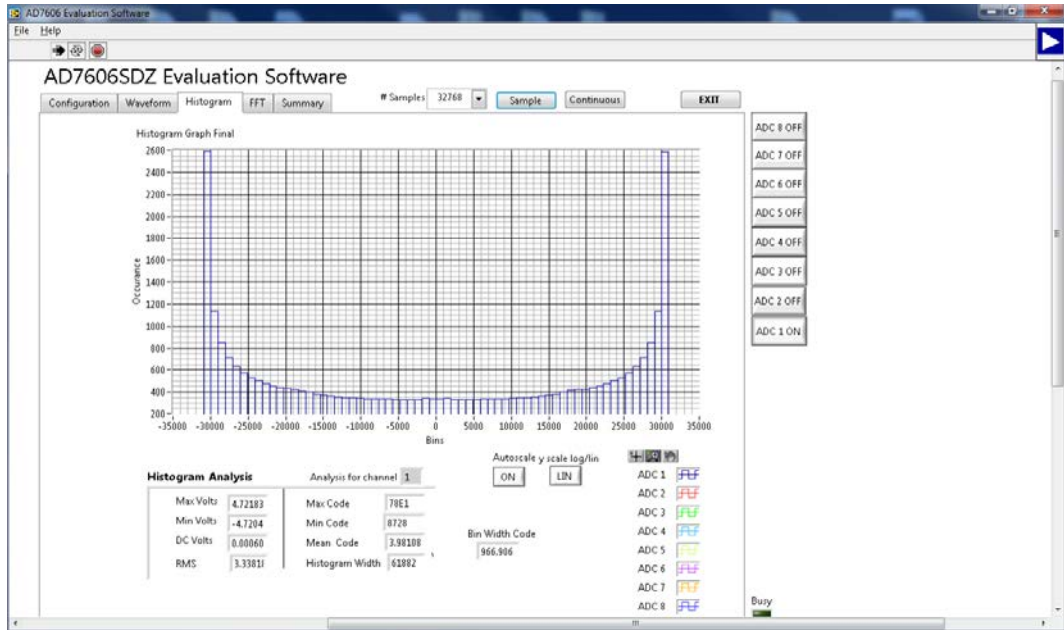 AD7606 Evaluation Software
File Help
AD7606SDZ Evaluation Software
Configuration Waveform Histogram FFT Summary # Samples 32768 Sample Continuous EXIT
Histogram Graph Final
2600
2400
2200
2000
1800
1600
1400
1200
1000
800
600
400
200
Occurance
-35000 -30000 -25000 -20000 -15000 -10000 -5000 0 5000 10000 15000 20000 25000 30000 35000
Bins
ADC 8 OFF
ADC 7 OFF
ADC 6 OFF
ADC 5 OFF
ADC 4 OFF
ADC 3 OFF
ADC 2 OFF
ADC 1 ON
Autoscale y scale log/lin
ON LIN
Histogram Analysis Analysis for channel 1
Max Volts 4.72183 Max Code 78E1
Min Volts -4.7204 Min Code 8728
DC Volts 0.00060 Mean Code 3.98108
RMS 3.3381 Histogram Width 61882
Bin Width Code
966.906
ADC 1
ADC 2
ADC 3
ADC 4
ADC 5
ADC 6
ADC 7
ADC 8
Busy